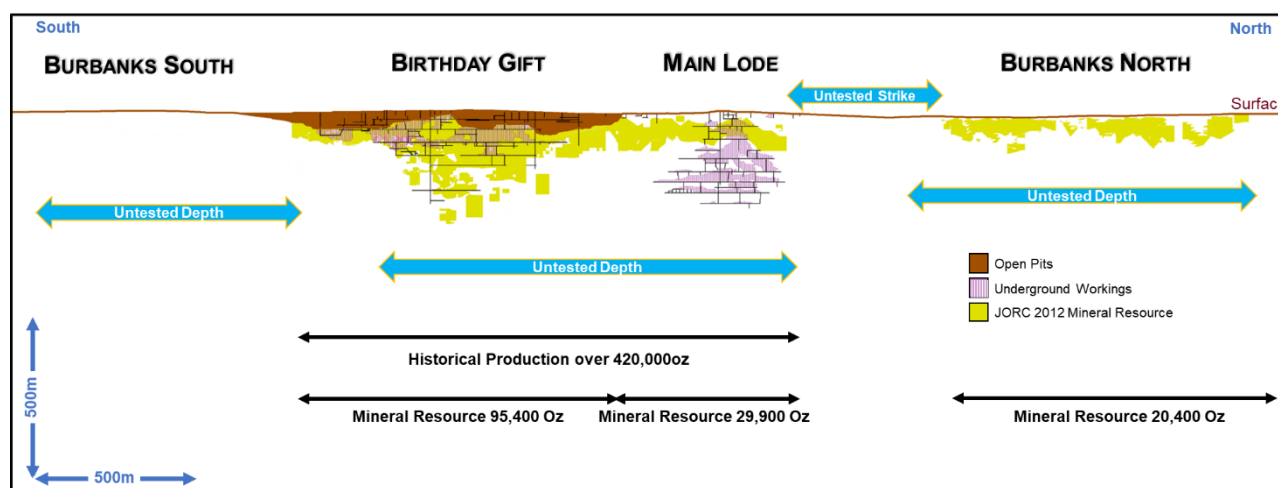 South
North
BURBANKS SOUTH
BIRTHDAY GIFT
MAIN LODE
BURBANKS NORTH
Untested Strike
Surfac
Untested Depth
Untested Depth
Untested Depth
Open Pits
Underground Workings
JORC 2012 Mineral Resource
500m
Historical Production over 420,000oz
Mineral Resource 95,400 Oz
Mineral Resource 29,900 Oz
Mineral Resource 20,400 Oz
500m